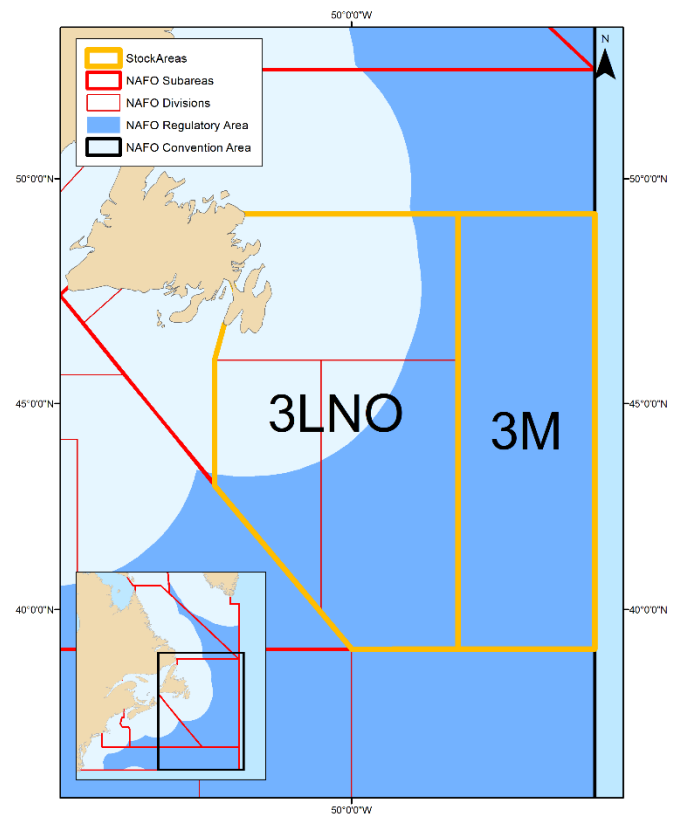 50°0'0"W
N
StockAreas
NAFO Subareas
NAFO Divisions
NAFO Regulatory Area
NAFO Convention Area
50°0'0"N
50°0'0"N
45°0'0"N
45°0'0"N
3LNO
3M
40°0'0"N
40°0'0"N
50°0'0"W